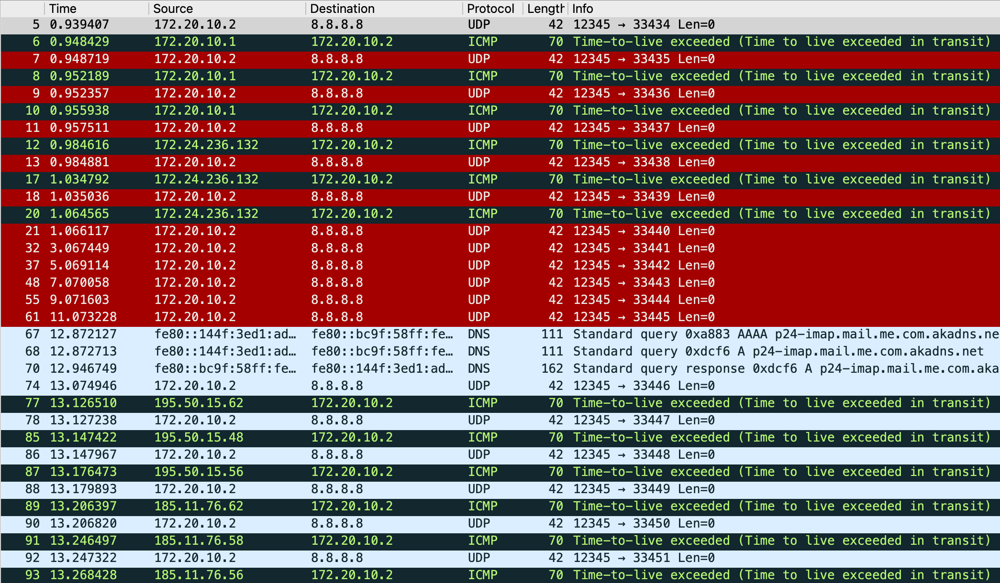 Time Source Destination Protocol Length Info
5 0.939407 172.20.10.2 8.8.8.8 UDP 42 12345 → 33434 Len=0
6 0.948429 172.20.10.1 172.20.10.2 ICMP 70 Time-to-live exceeded (Time to live exceeded in transit)
7 0.948719 172.20.10.2 8.8.8.8 UDP 42 12345 → 33435 Len=0
8 0.952189 172.20.10.1 172.20.10.2 ICMP 70 Time-to-live exceeded (Time to live exceeded in transit)
9 0.952357 172.20.10.2 8.8.8.8 UDP 42 12345 → 33436 Len=0
10 0.955938 172.20.10.1 172.20.10.2 ICMP 70 Time-to-live exceeded (Time to live exceeded in transit)
11 0.957511 172.20.10.2 8.8.8.8 UDP 42 12345 → 33437 Len=0
12 0.984616 172.24.236.132 172.20.10.2 ICMP 70 Time-to-live exceeded (Time to live exceeded in transit)
13 0.984881 172.20.10.2 8.8.8.8 UDP 42 12345 → 33438 Len=0
17 1.034792 172.24.236.132 172.20.10.2 ICMP 70 Time-to-live exceeded (Time to live exceeded in transit)
18 1.035036 172.20.10.2 8.8.8.8 UDP 42 12345 → 33439 Len=0
20 1.064565 172.24.236.132 172.20.10.2 ICMP 70 Time-to-live exceeded (Time to live exceeded in transit)
21 1.066117 172.20.10.2 8.8.8.8 UDP 42 12345 → 33440 Len=0
32 3.067449 172.20.10.2 8.8.8.8 UDP 42 12345 → 33441 Len=0
37 5.069114 172.20.10.2 8.8.8.8 UDP 42 12345 → 33442 Len=0
48 7.070058 172.20.10.2 8.8.8.8 UDP 42 12345 → 33443 Len=0
55 9.071603 172.20.10.2 8.8.8.8 UDP 42 12345 → 33444 Len=0
61 11.073228 172.20.10.2 8.8.8.8 UDP 42 12345 → 33445 Len=0
67 12.872127 fe80::144f:3ed1:ad… fe80::bc9f:58ff:fe… DNS 111 Standard query 0xa883 AAAA p24-imap.mail.me.com.akadns.ne
68 12.872713 fe80::144f:3ed1:ad… fe80::bc9f:58ff:fe… DNS 111 Standard query 0xdcf6 A p24-imap.mail.me.com.akadns.net
70 12.946749 fe80::bc9f:58ff:fe… fe80::144f:3ed1:ad… DNS 162 Standard query response 0xdcf6 A p24-imap.mail.me.com.aka
74 13.074946 172.20.10.2 8.8.8.8 UDP 42 12345 → 33446 Len=0
77 13.126510 195.50.15.62 172.20.10.2 ICMP 70 Time-to-live exceeded (Time to live exceeded in transit)
78 13.127238 172.20.10.2 8.8.8.8 UDP 42 12345 → 33447 Len=0
85 13.147422 195.50.15.48 172.20.10.2 ICMP 70 Time-to-live exceeded (Time to live exceeded in transit)
86 13.147967 172.20.10.2 8.8.8.8 UDP 42 12345 → 33448 Len=0
87 13.176473 195.50.15.56 172.20.10.2 ICMP 70 Time-to-live exceeded (Time to live exceeded in transit)
88 13.179893 172.20.10.2 8.8.8.8 UDP 42 12345 → 33449 Len=0
89 13.206397 185.11.76.62 172.20.10.2 ICMP 70 Time-to-live exceeded (Time to live exceeded in transit)
90 13.206820 172.20.10.2 8.8.8.8 UDP 42 12345 → 33450 Len=0
91 13.246497 185.11.76.58 172.20.10.2 ICMP 70 Time-to-live exceeded (Time to live exceeded in transit)
92 13.247322 172.20.10.2 8.8.8.8 UDP 42 12345 → 33451 Len=0
93 13.268428 185.11.76.56 172.20.10.2 ICMP 70 Time-to-live exceeded (Time to live exceeded in transit)